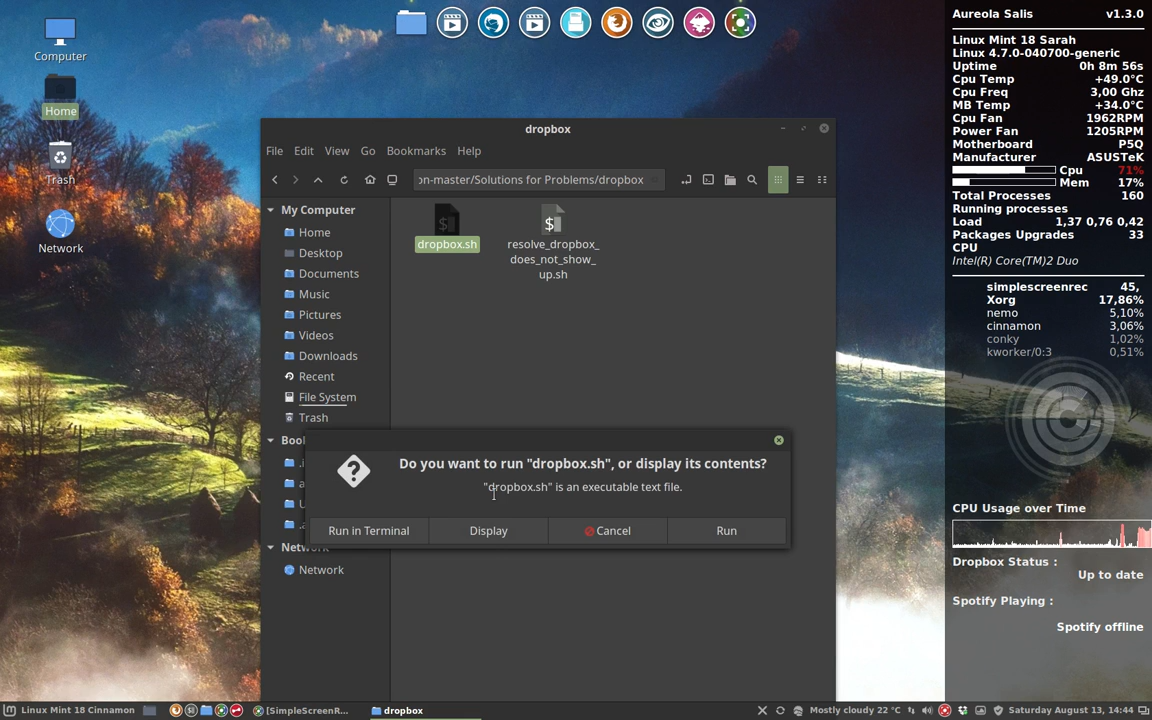 Computer
Home
Trash
Network
dropbox
File Edit View Go Bookmarks Help
on-master/Solutions for Problems/dropbox
My Computer
Home
Desktop
Documents
Music
Pictures
Videos
Downloads
Recent
File System
Trash
Boo
Netw
Network
dropbox.sh
resolve_dropbox_
does_not_show_
up.sh
Do you want to run "dropbox.sh", or display its contents?
"dropbox.sh" is an executable text file.
Run in Terminal Display Cancel Run
Aureola Salis v1.3.0
Linux Mint 18 Sarah
Linux 4.7.0-040700-generic
Uptime 0h 8m 56s
Cpu Temp +49.0°C
Cpu Freq 3,00 Ghz
MB Temp +34.0°C
Cpu Fan 1962RPM
Power Fan 1205RPM
Motherboard P5Q
Manufacturer ASUSTeK
Cpu 71%
Mem 17%
Total Processes 160
Running processes
Load 1,37 0,76 0,42
Packages Upgrades 33
CPU
Intel(R) Core(TM)2 Duo
simplescreenrec 45,
Xorg 17,86%
nemo 5,10%
cinnamon 3,06%
conky 1,02%
kworker/0:3 0,51%
CPU Usage over Time
Dropbox Status :
Up to date
Spotify Playing :
Spotify offline
Linux Mint 18 Cinnamon [SimpleScreenR... dropbox Mostly cloudy 22 °C Saturday August 13, 14:44